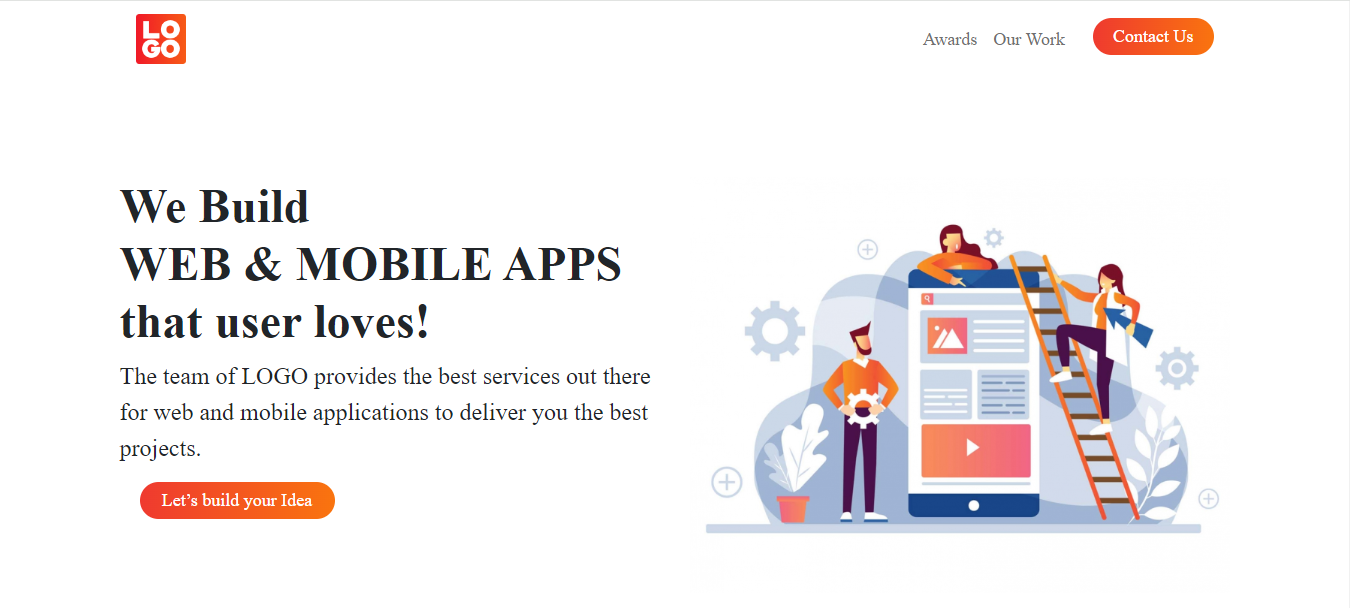 LO
GO
Awards Our Work Contact Us
We Build
WEB & MOBILE APPS
that user loves!
The team of LOGO provides the best services out there
for web and mobile applications to deliver you the best
projects.
Let’s build your Idea